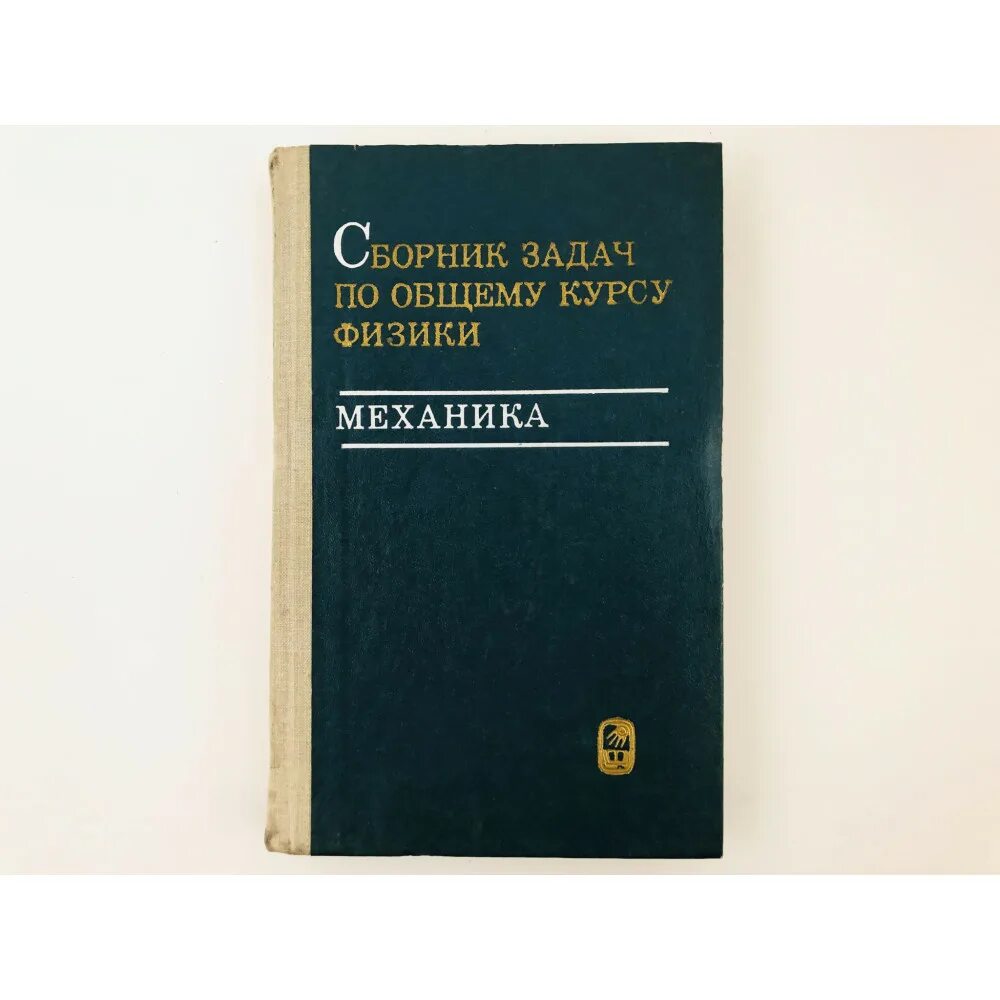 Сборник задач
по общему курсу
физики
механика